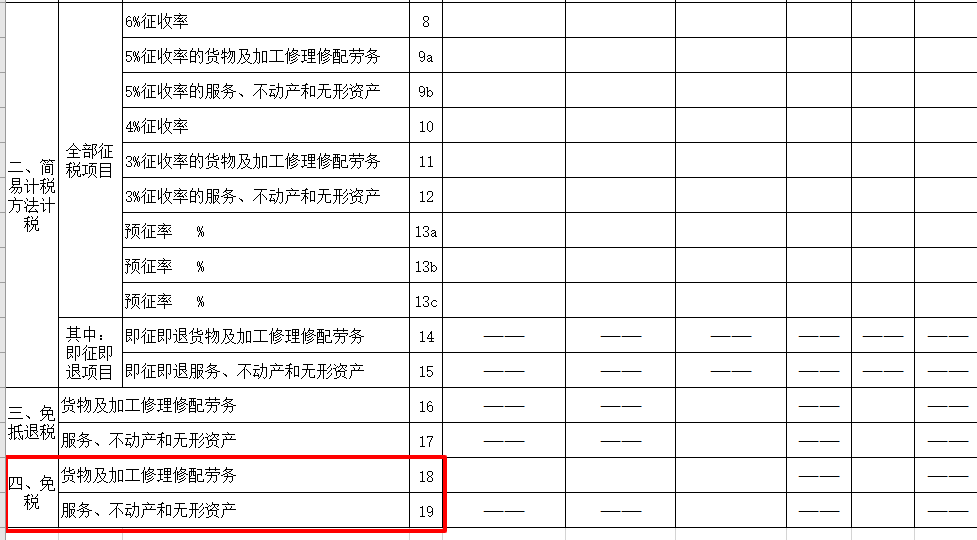 二、简易计税方法计税
全部征税项目
6%征收率 8
5%征收率的货物及加工修理修配劳务 9a
5%征收率的服务、不动产和无形资产 9b
4%征收率 10
3%征收率的货物及加工修理修配劳务 11
3%征收率的服务、不动产和无形资产 12
预征率 % 13a
预征率 % 13b
预征率 % 13c
其中：即征即退项目
即征即退货物及加工修理修配劳务 14 —— —— —— —— —— ——
即征即退服务、不动产和无形资产 15 —— —— —— —— —— ——
三、免抵退税
货物及加工修理修配劳务 16 —— —— —— ——
服务、不动产和无形资产 17 —— —— —— ——
四、免税
货物及加工修理修配劳务 18 —— ——
服务、不动产和无形资产 19 —— —— —— ——